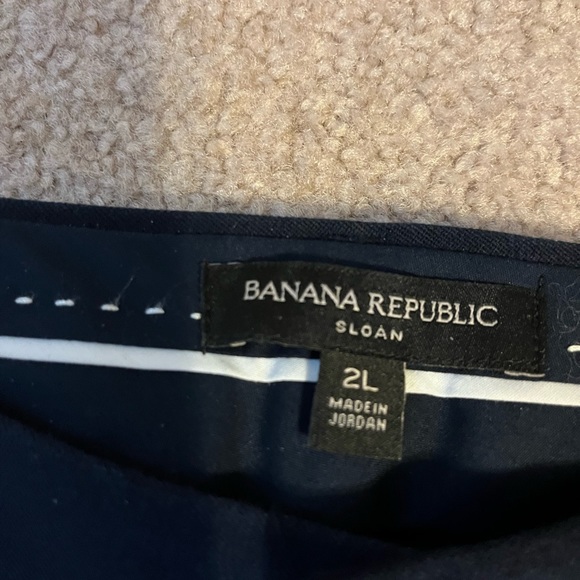 BANANA REPUBLIC
SLOAN
2L
MADE IN
JORDAN